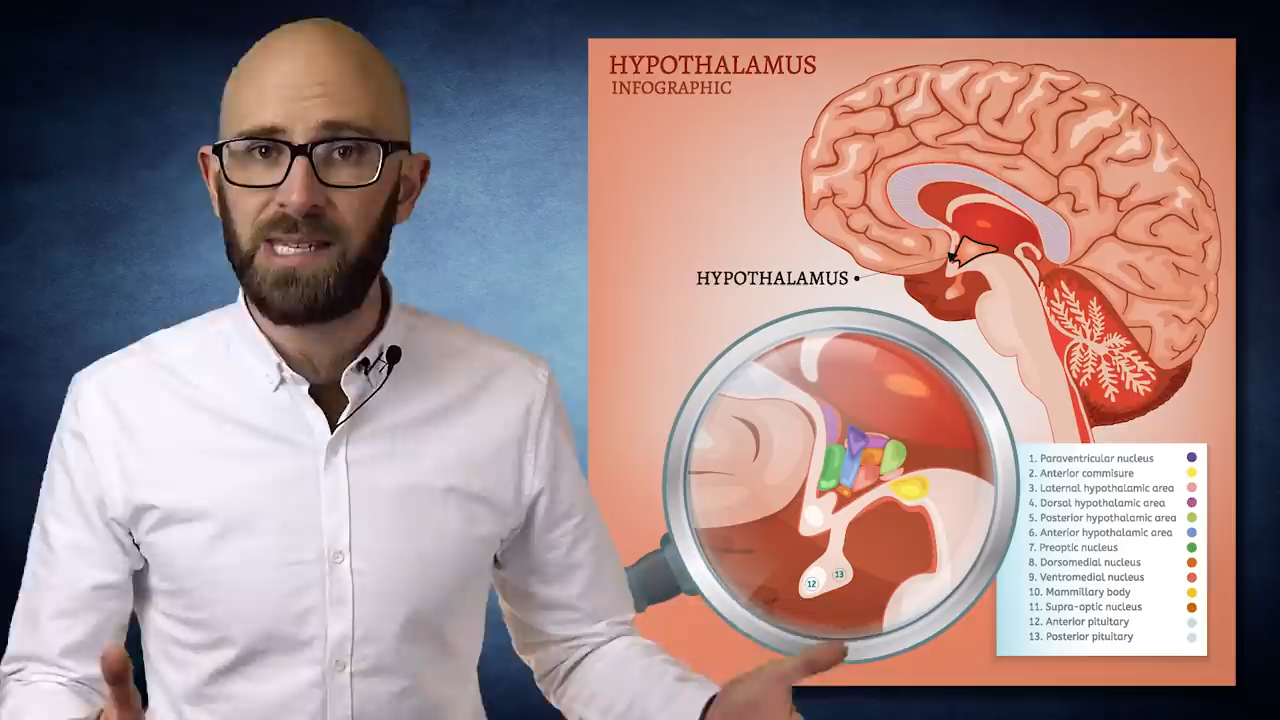 HYPOTHALAMUS
INFOGRAPHIC
HYPOTHALAMUS
1. Paraventricular nucleus
2. Anterior commisure
3. Laternal hypothalamic area
4. Dorsal hypothalamic area
5. Posterior hypothalamic area
6. Anterior hypothalamic area
7. Preoptic nucleus
8. Dorsomedial nucleus
9. Ventromedial nucleus
10. Mammillary body
11. Supra-optic nucleus
12. Anterior pituitary
13. Posterior pituitary
12
13